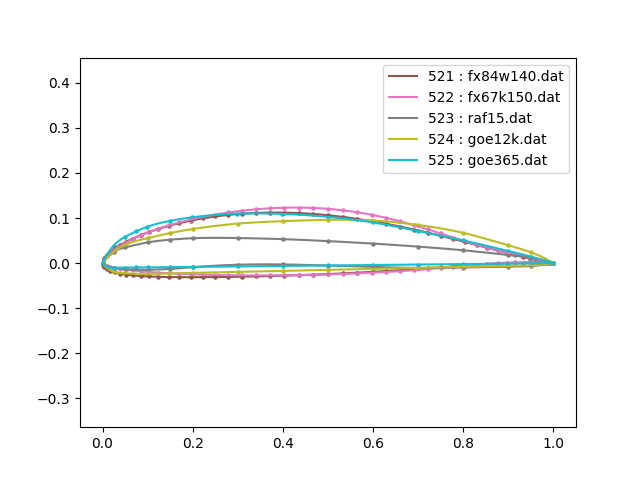 521 : fx84w140.dat
522 : fx67k150.dat
523 : raf15.dat
524 : goe12k.dat
525 : goe365.dat
0.4
0.3
0.2
0.1
0.0
−0.1
−0.2
−0.3
0.0 0.2 0.4 0.6 0.8 1.0